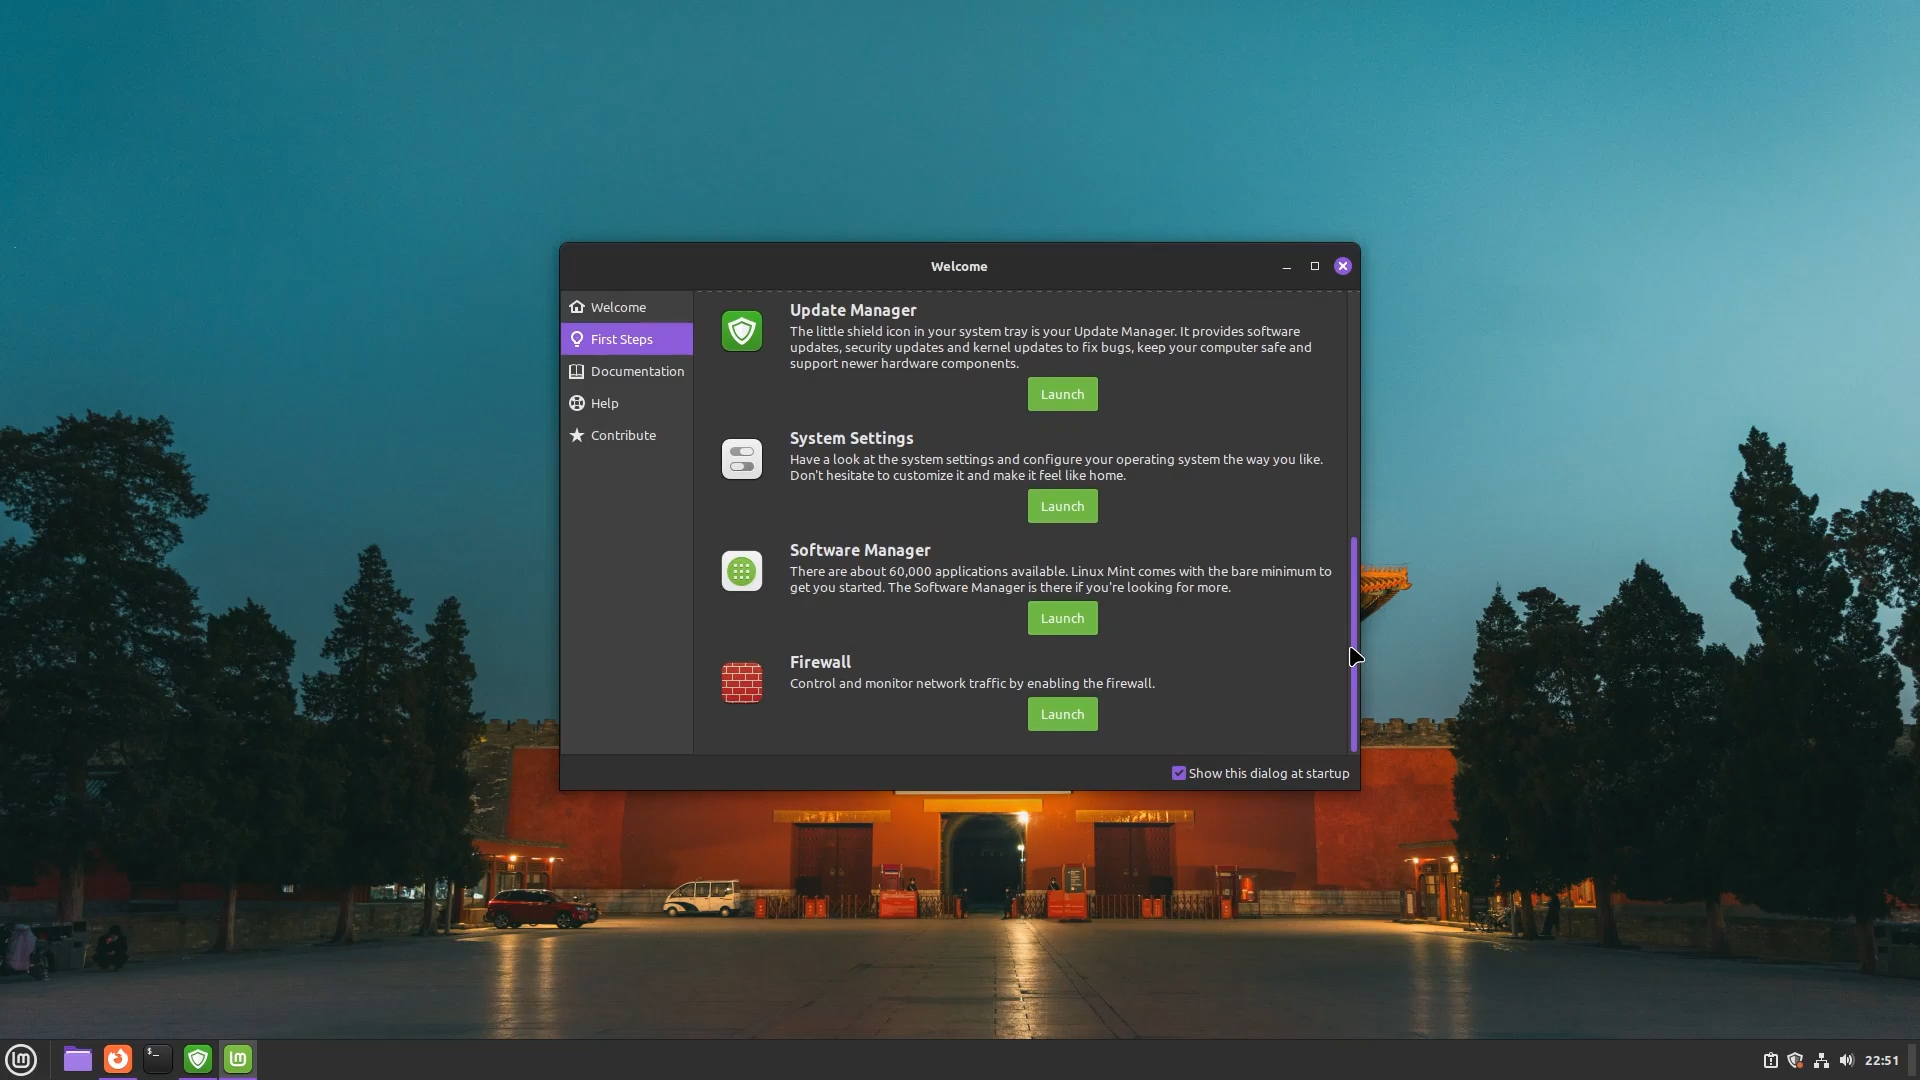 Welcome
Welcome
First Steps
Documentation
Help
Contribute
Update Manager
The little shield icon in your system tray is your Update Manager. It provides software
updates, security updates and kernel updates to fix bugs, keep your computer safe and
support newer hardware components.
Launch
System Settings
Have a look at the system settings and configure your operating system the way you like.
Don't hesitate to customize it and make it feel like home.
Launch
Software Manager
There are about 60,000 applications available. Linux Mint comes with the bare minimum to
get you started. The Software Manager is there if you're looking for more.
Launch
Firewall
Control and monitor network traffic by enabling the firewall.
Launch
Show this dialog at startup
22:51